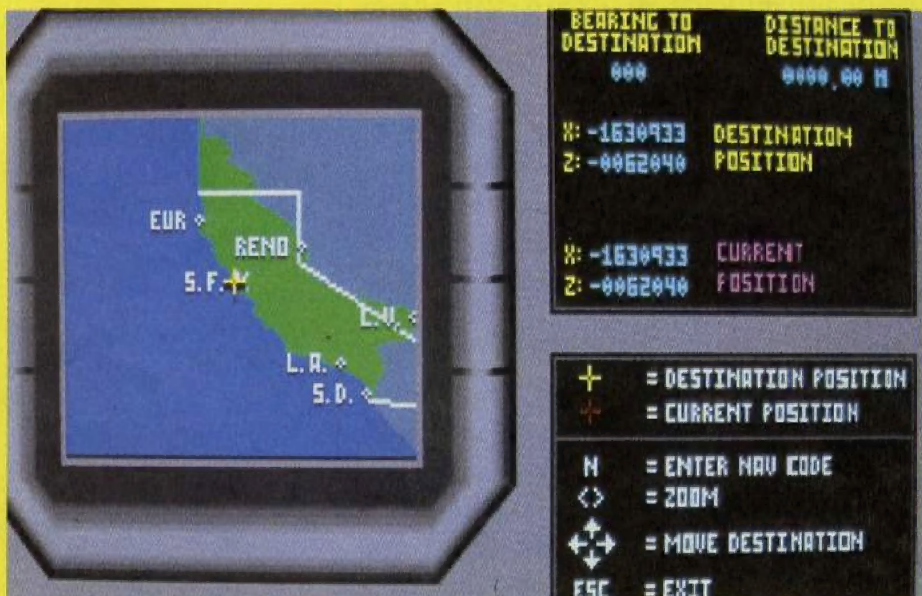 EUR
RENO
S.F.
L.V.
L.A.
S.D.
BEARING TO DISTANCE TO
DESTINATION DESTINATION
000 0000.00 M
X: -1630933 DESTINATION
Z: -0062040 POSITION
X: -1630933 CURRENT
Z: -0062040 POSITION
= DESTINATION POSITION
= CURRENT POSITION
N = ENTER NAV CODE
<> = ZOOM
= MOVE DESTINATION
ESC = EXIT